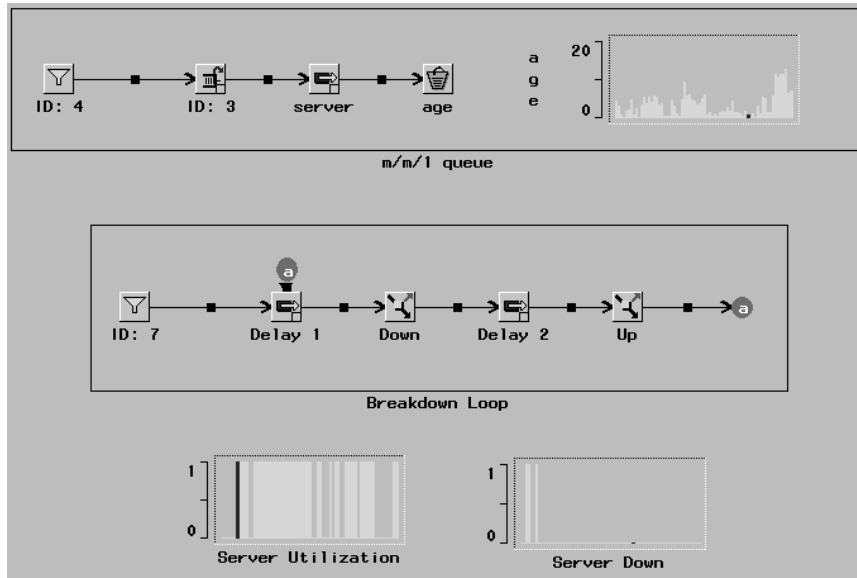 a
g
e
20
0
ID: 4
ID: 3
server
age
m/m/1 queue
a
ID: 7
Delay 1
Down
Delay 2
Up
a
Breakdown Loop
1
0
Server Utilization
1
0
Server Down